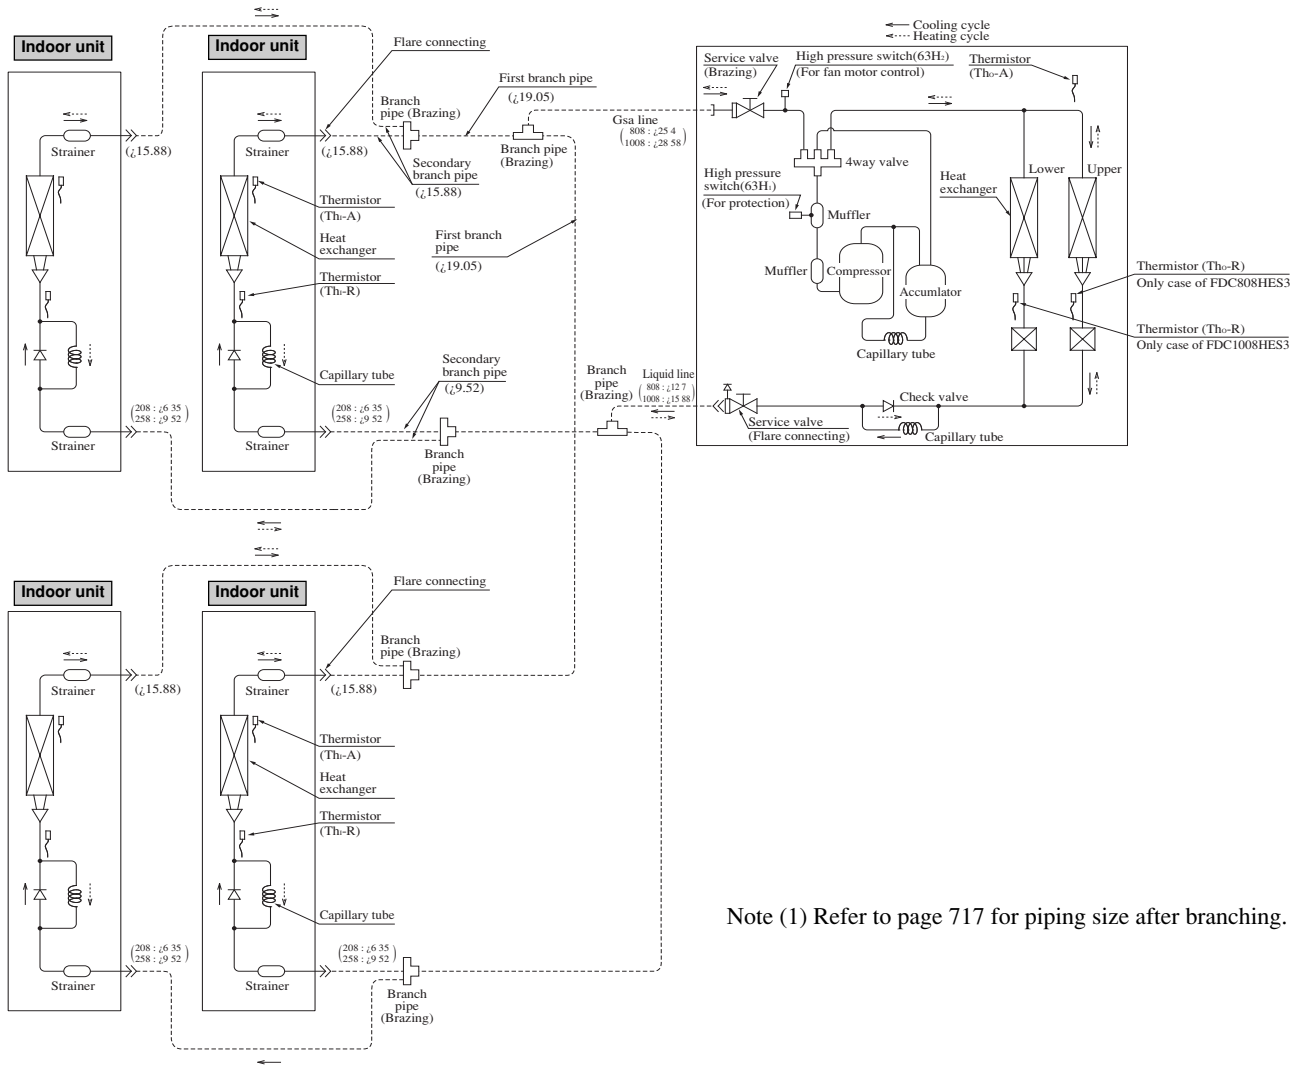 Cooling cycle
Heating cycle
Indoor unit
Indoor unit
Flare connecting
Service valve
(Brazing)
High pressure switch(63H₂)
(For fan motor control)
Thermistor
(Tho-A)
First branch pipe
(¿19.05)
Branch
pipe (Brazing)
Gsa line
(808 : ¿25 4
1008 : ¿28 58)
Branch pipe
(Brazing)
Strainer
(¿15.88)
Strainer
(¿15.88)
Secondary
branch pipe
(¿15.88)
4way valve
High pressure
switch(63H₁)
(For protection)
Heat
exchanger
Lower
Upper
Thermistor
(Thı-A)
Muffler
Heat
exchanger
First branch
pipe
(¿19.05)
Muffler
Compressor
Accumlator
Thermistor (Tho-R)
Only case of FDC808HES3
Thermistor
(Thı-R)
Thermistor (Tho-R)
Only case of FDC1008HES3
Capillary tube
Secondary
branch pipe
(¿9.52)
Capillary tube
Branch
pipe
(Brazing)
Liquid line
(808 : ¿12 7
1008 : ¿15 88)
Check valve
(208 : ¿6 35
258 : ¿9 52)
(208 : ¿6 35
258 : ¿9 52)
Service valve
(Flare connecting)
Capillary tube
Strainer
Strainer
Branch
pipe
(Brazing)
Indoor unit
Indoor unit
Flare connecting
Branch
pipe (Brazing)
Strainer
(¿15.88)
Strainer
(¿15.88)
Thermistor
(Thı-A)
Heat
exchanger
Thermistor
(Thı-R)
Capillary tube
Note (1) Refer to page 717 for piping size after branching.
(208 : ¿6 35
258 : ¿9 52)
(208 : ¿6 35
258 : ¿9 52)
Strainer
Strainer
Branch
pipe
(Brazing)